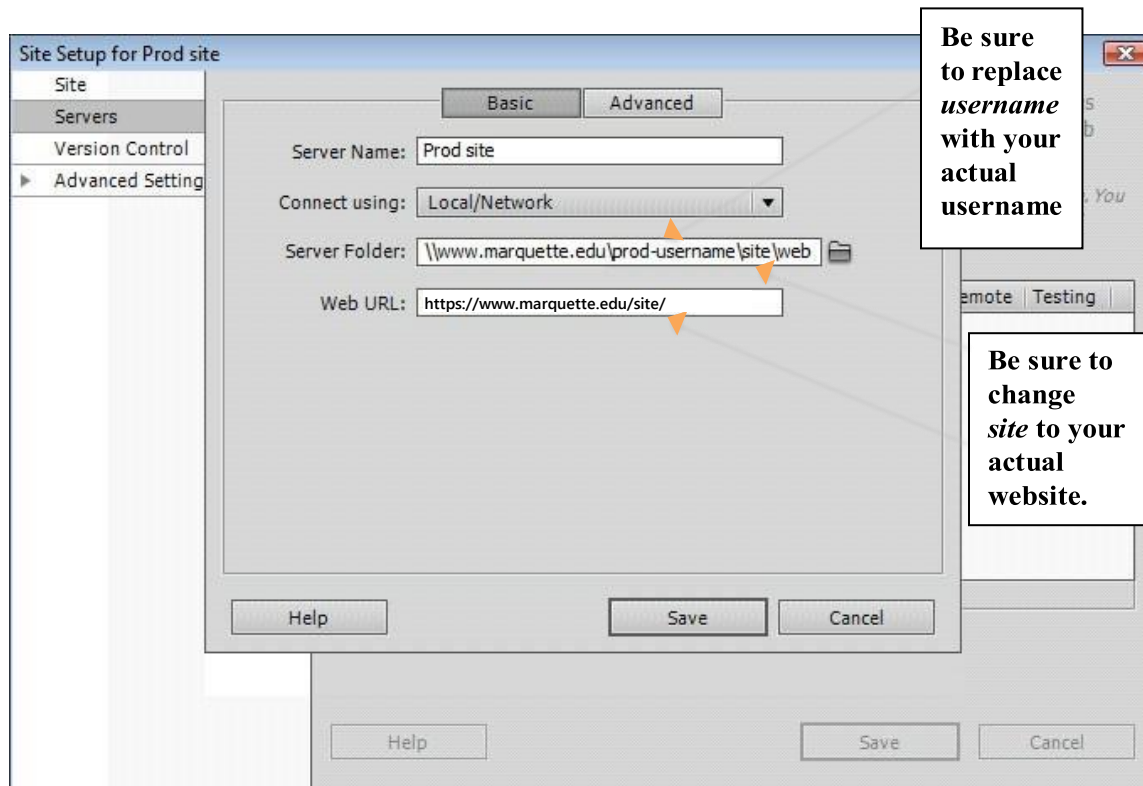 Site Setup for Prod site
Site
Servers
Version Control
Advanced Setting
Basic
Advanced
Server Name:
Prod site
Connect using:
Local/Network
Server Folder:
\\www.marquette.edu\prod-username\site\web
Web URL:
https://www.marquette.edu/site/
Help
Save
Cancel
Be sure
to replace
username
with your
actual
username
s
b
. You
emote
Testing
Be sure to
change
site to your
actual
website.
Help
Save
Cancel